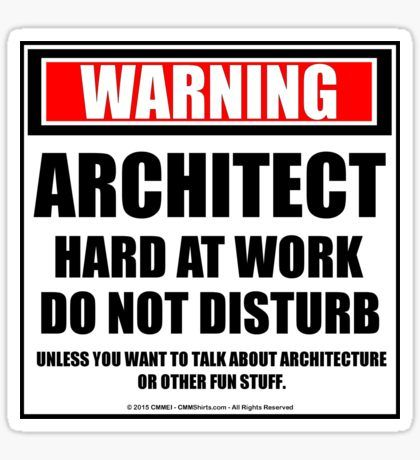 WARNING
ARCHITECT
HARD AT WORK
DO NOT DISTURB
UNLESS YOU WANT TO TALK ABOUT ARCHITECTURE
OR OTHER FUN STUFF.
© 2015 CMMEI - CMMShirts.com - All Rights Reserved